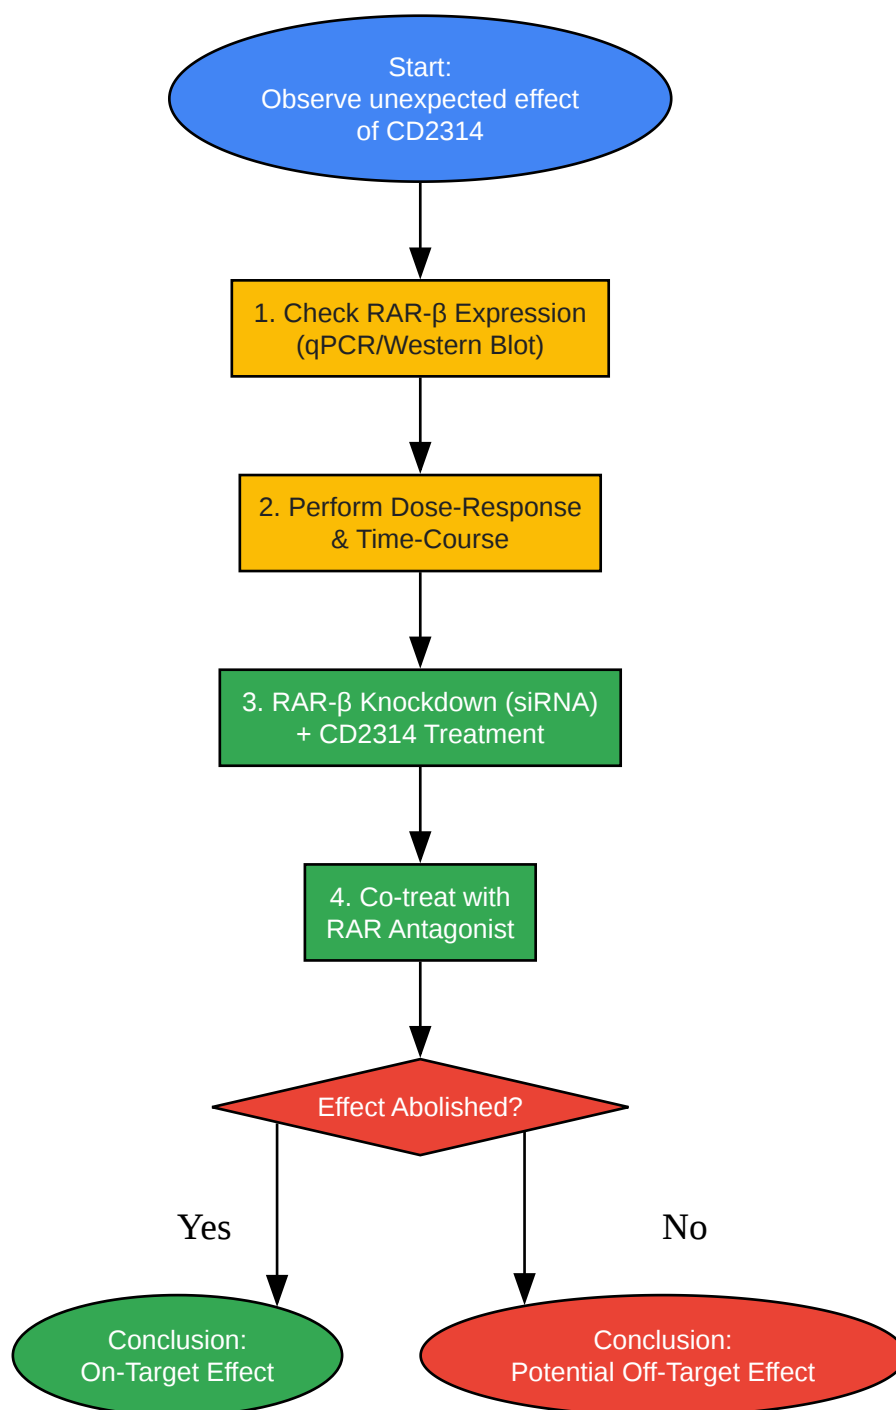 Start:
Observe unexpected effect
of CD2314
1. Check RAR-β Expression
(qPCR/Western Blot)
2. Perform Dose-Response
& Time-Course
3. RAR-β Knockdown (siRNA)
+ CD2314 Treatment
4. Co-treat with
RAR Antagonist
Effect Abolished?
Yes
No
Conclusion:
On-Target Effect
Conclusion:
Potential Off-Target Effect